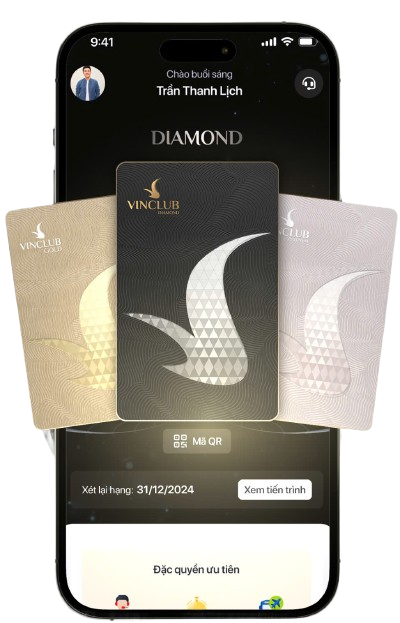 9:41
Chào buổi sáng
Trần Thanh Lịch
DIAMOND
VINCLUB
GOLD
VINCLUB
DIAMOND
Mã QR
Xét lại hạng: 31/12/2024
Xem tiến trình
Đặc quyền ưu tiên